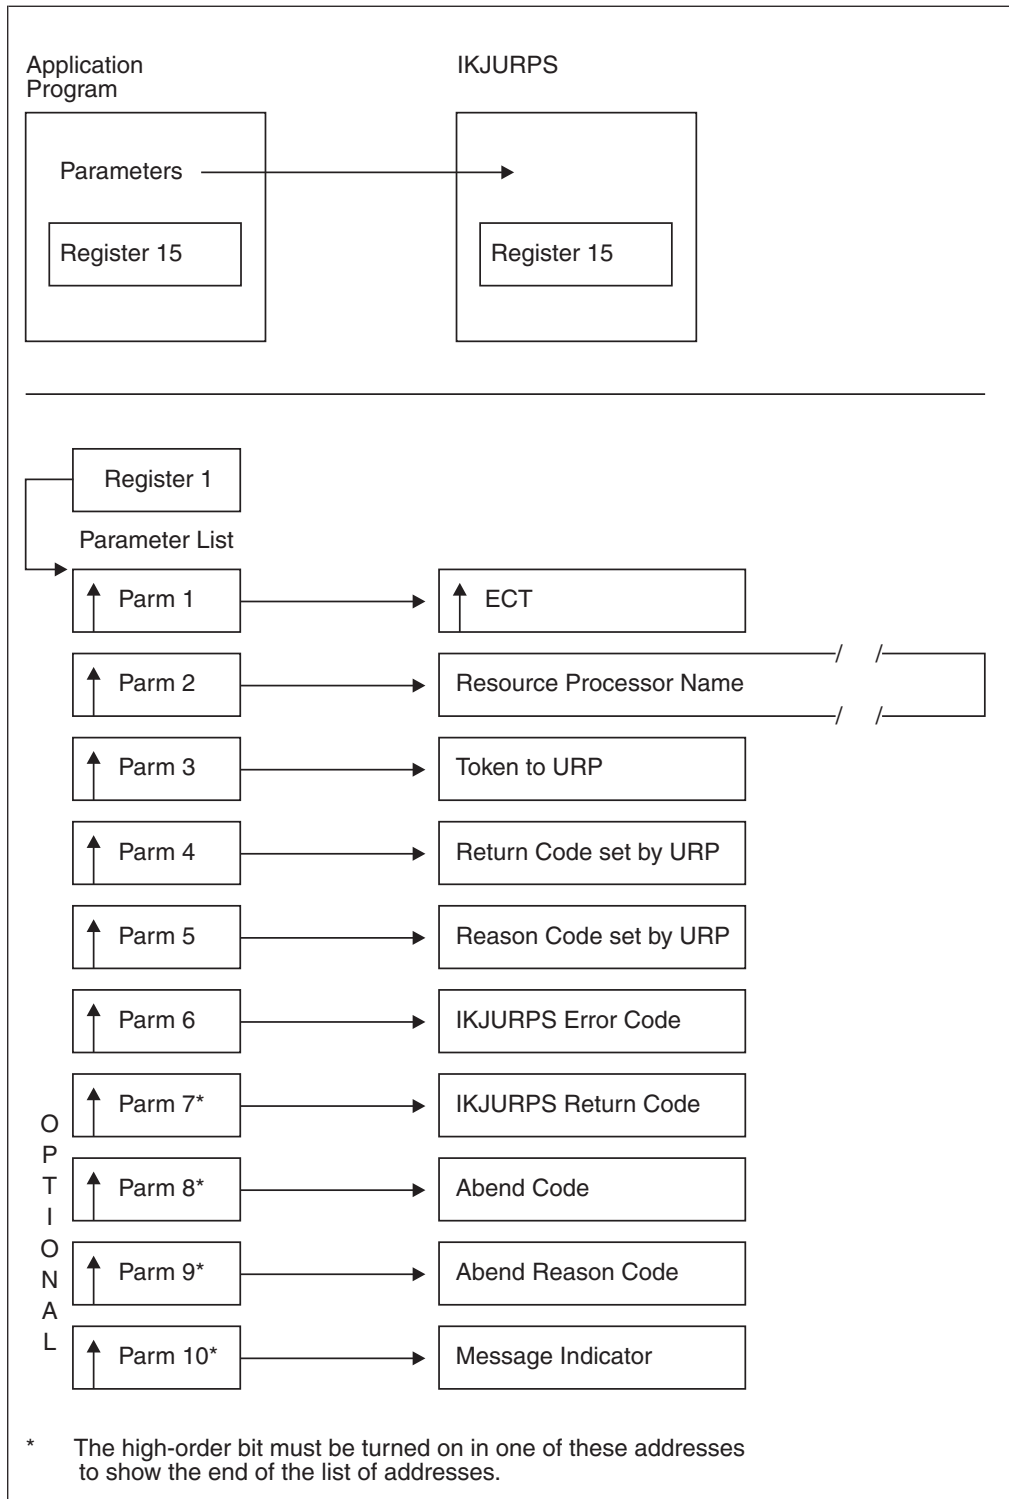 Application
Program
IKJURPS
Parameters
Register 15
Register 15
Register 1
Parameter List
Parm 1
ECT
Parm 2
Resource Processor Name
Parm 3
Token to URP
Parm 4
Return Code set by URP
Parm 5
Reason Code set by URP
Parm 6
IKJURPS Error Code
OPTIONAL
Parm 7*
IKJURPS Return Code
Parm 8*
Abend Code
Parm 9*
Abend Reason Code
Parm 10*
Message Indicator
* The high-order bit must be turned on in one of these addresses
to show the end of the list of addresses.